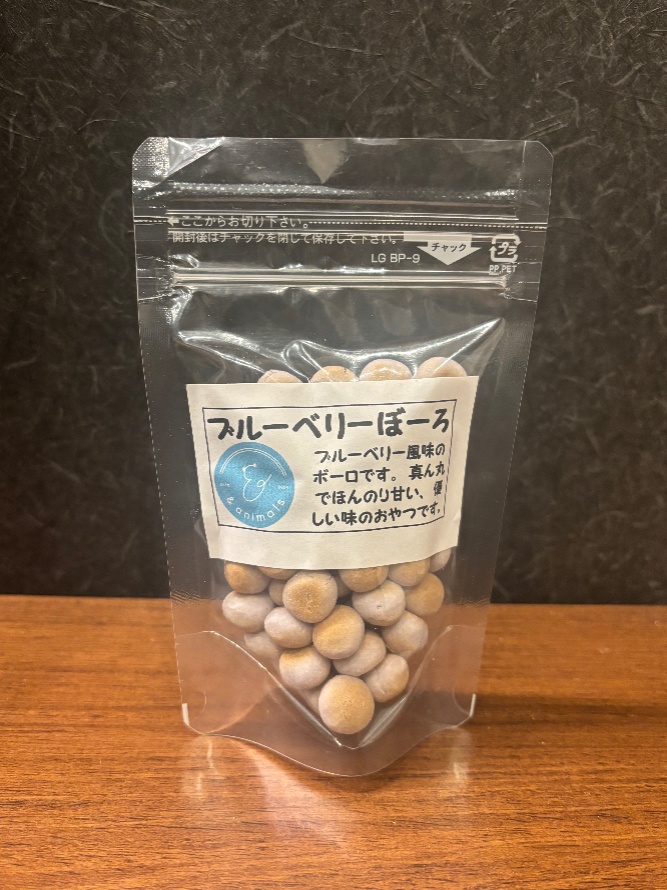 ←ここからお切り下さい。
開封後はチャックを閉じて保存して下さい。
チャック
プラ
LG BP-9
PP,PET
ブルーベリーぼーろ
ブルーベリー風味の
ボーロです。真ん丸
でほんのり甘い、優
しい味のおやつです。
& animals